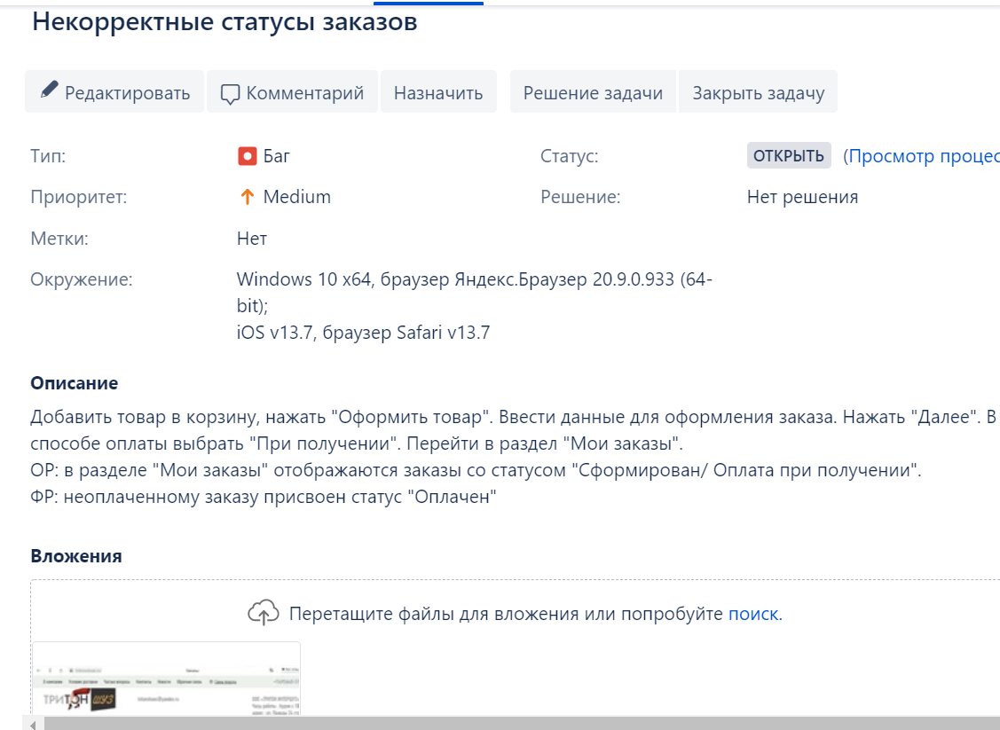 Некорректные статусы заказов
Редактировать Комментарий Назначить Решение задачи Закрыть задачу
Тип: Баг Статус: ОТКРЫТЬ (Просмотр процес
Приоритет: Medium Решение: Нет решения
Метки: Нет
Окружение: Windows 10 x64, браузер Яндекс.Браузер 20.9.0.933 (64-
bit);
iOS v13.7, браузер Safari v13.7
Описание
Добавить товар в корзину, нажать "Оформить товар". Ввести данные для оформления заказа. Нажать "Далее". В
способе оплаты выбрать "При получении". Перейти в раздел "Мои заказы".
ОР: в разделе "Мои заказы" отображаются заказы со статусом "Сформирован/ Оплата при получении".
ФР: неоплаченному заказу присвоен статус "Оплачен"
Вложения
Перетащите файлы для вложения или попробуйте поиск.
ТРИТОН ШУЗ